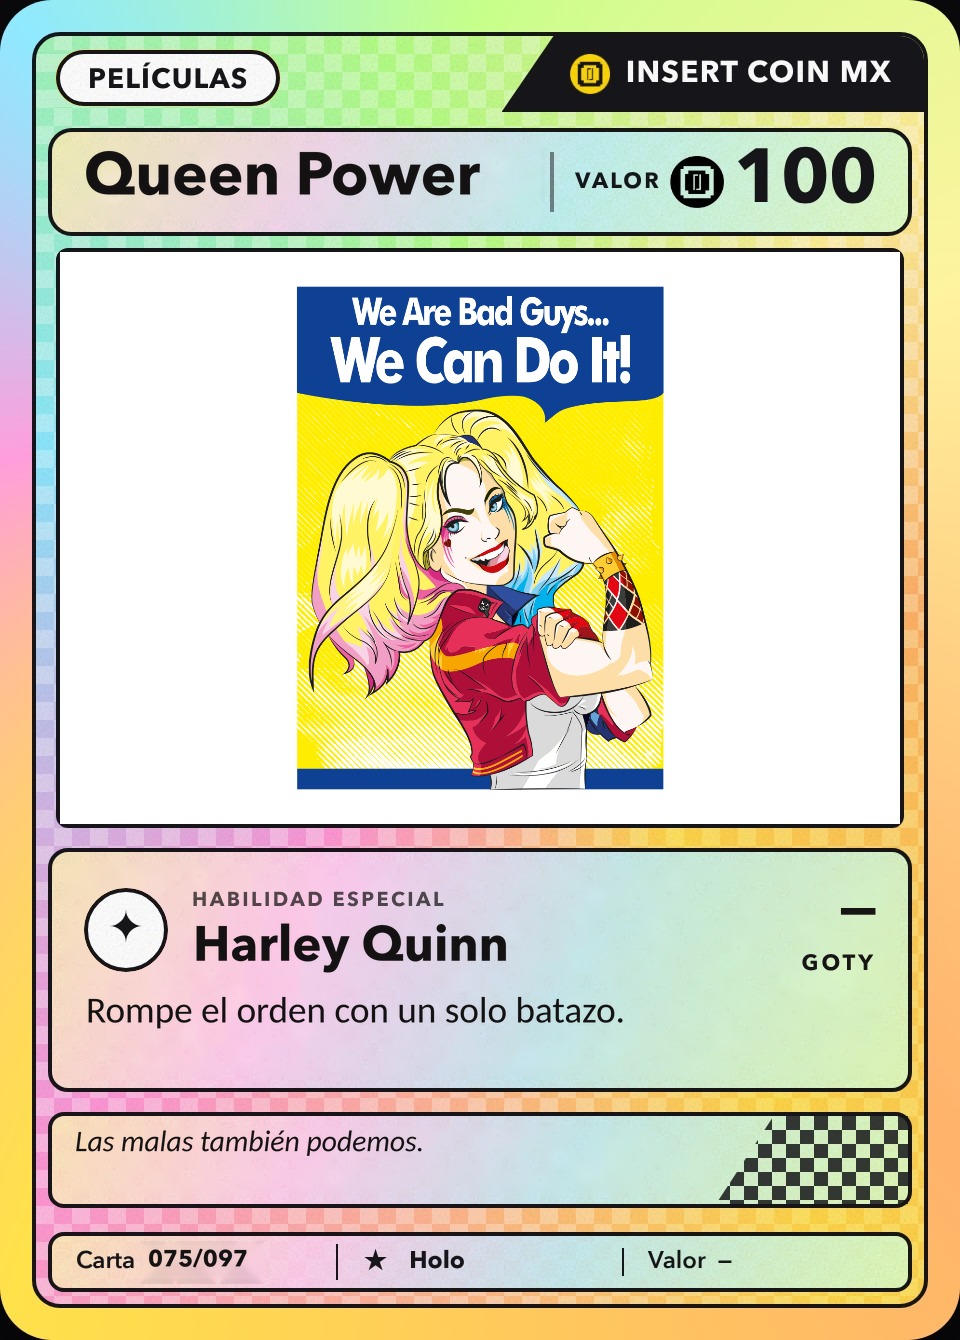 PELÍCULAS
INSERT COIN MX
Queen Power
VALOR 100
We Are Bad Guys...
We Can Do It!
HABILIDAD ESPECIAL
Harley Quinn
–
GOTY
Rompe el orden con un solo batazo.
Las malas también podemos.
Carta 075/097 ★ Holo Valor –